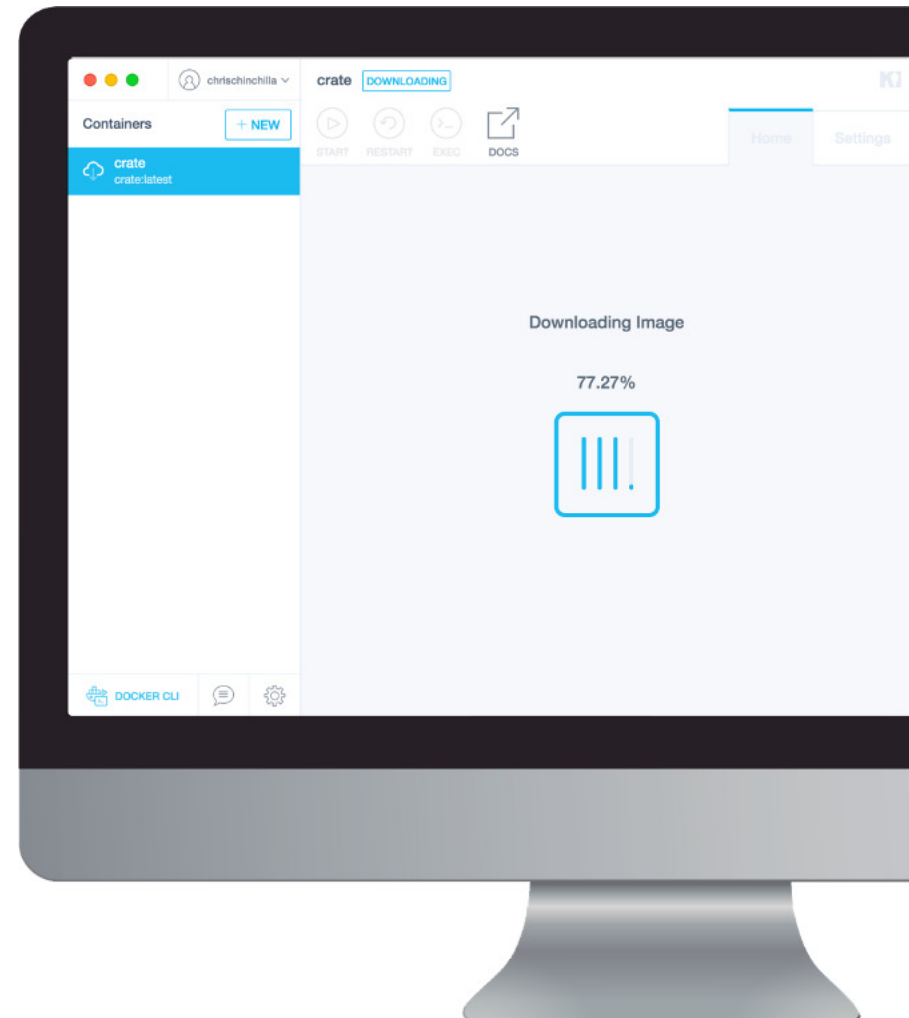 chrischinchilla
crate DOWNLOADING
Containers
+ NEW
START RESTART EXEC DOCS
Home Settings
crate
crate:latest
Downloading Image
77.27%
DOCKER CLI